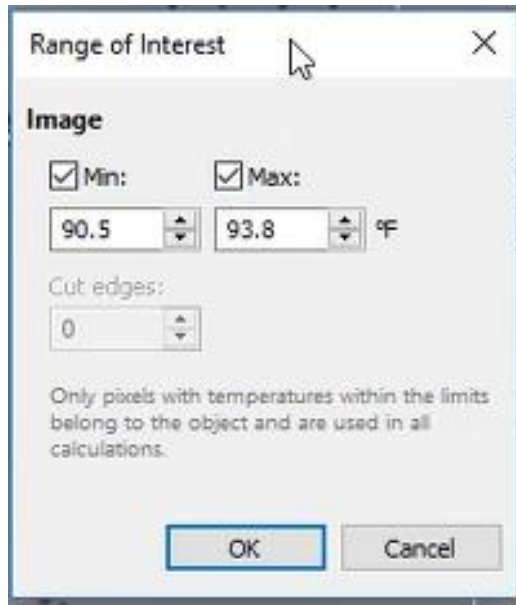 Range of Interest
Image
Min: Max:
90.5 93.8 °F
Cut edges:
0
Only pixels with temperatures within the limits
belong to the object and are used in all
calculations.
OK Cancel